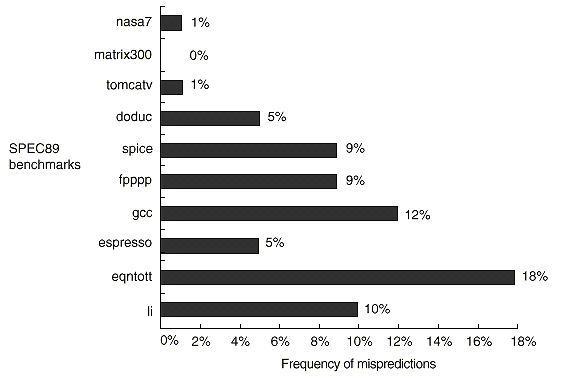 nasa7 1%
matrix300 0%
tomcatv 1%
doduc 5%
SPEC89
benchmarks
spice 9%
fpppp 9%
gcc 12%
espresso 5%
eqntott 18%
li 10%
0% 2% 4% 6% 8% 10% 12% 14% 16% 18%
Frequency of mispredictions